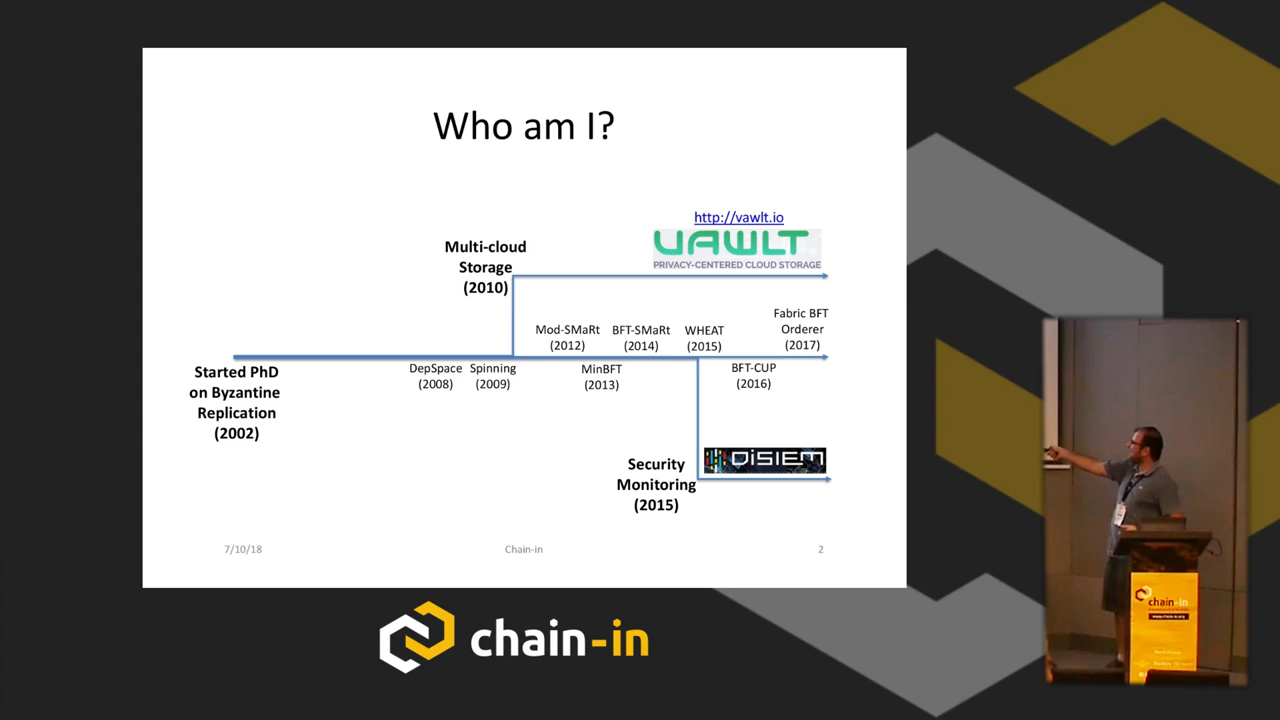 Who am I?
http://vawlt.io
VAWLT
PRIVACY-CENTERED CLOUD STORAGE
Multi-cloud
Storage
(2010)
Mod-SMaRt
(2012)
BFT-SMaRt
(2014)
WHEAT
(2015)
Fabric BFT
Orderer
(2017)
Started PhD
on Byzantine
Replication
(2002)
DepSpace
(2008)
Spinning
(2009)
MinBFT
(2013)
BFT-CUP
(2016)
DiSIEM
Security
Monitoring
(2015)
7/10/18
Chain-in
2
chain-in
chain-in